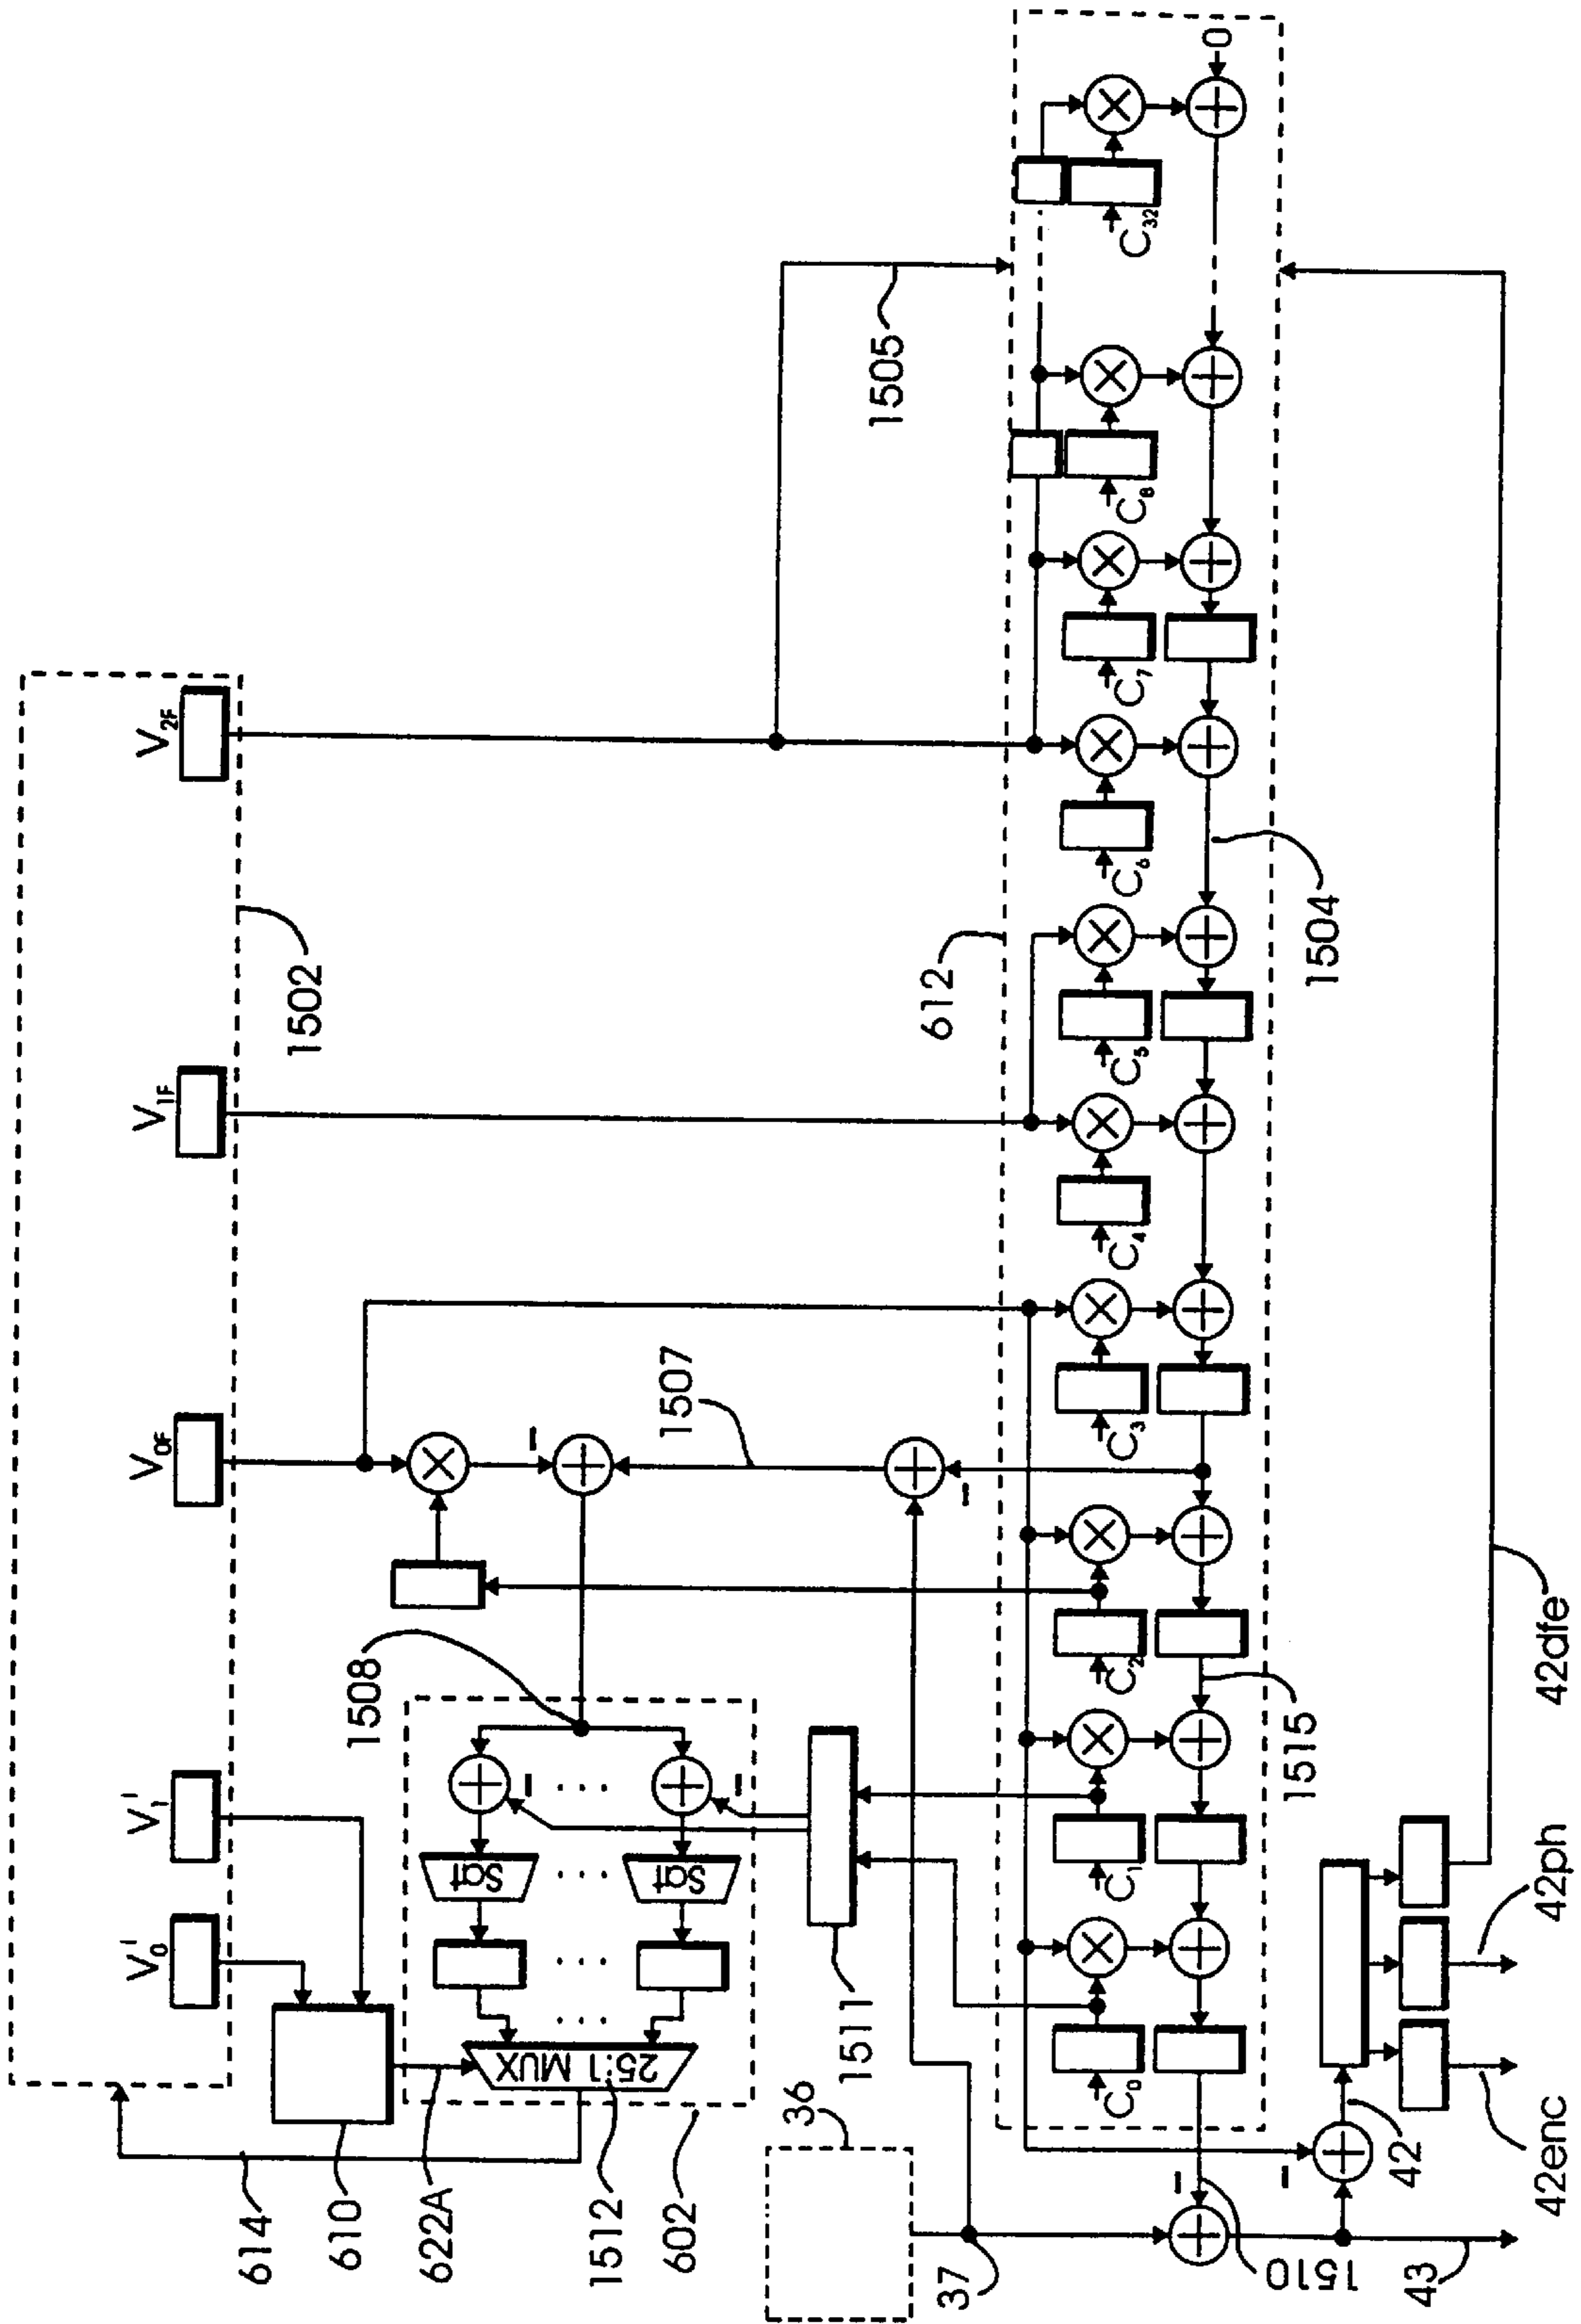 V₀ⁱ
V₁ⁱ
V₀F
V₁F
V₂F
1502
614
610
622A
1512
602
25:1 MUX
Sqt
Sqt
1508
1507
1511
36
37
1505
612
C₀
C₁
C₂
C₃
C₄
C₅
C₆
C₇
C₈
C₃₂
0
1504
1515
1510
43
42
42enc
42ph
42dfe